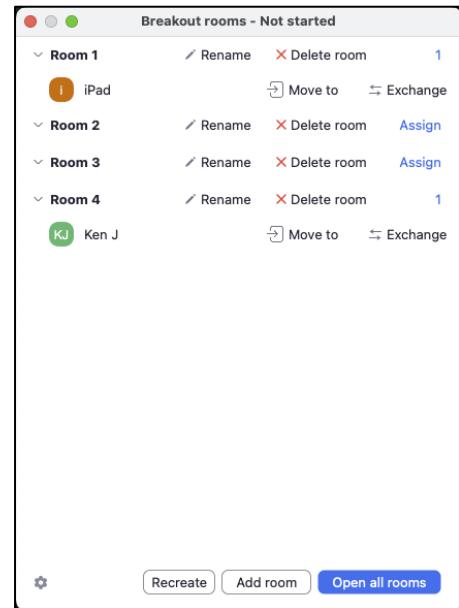 Breakout rooms - Not started
Room 1 Rename Delete room 1
i iPad Move to Exchange
Room 2 Rename Delete room Assign
Room 3 Rename Delete room Assign
Room 4 Rename Delete room 1
KJ Ken J Move to Exchange
Recreate Add room Open all rooms